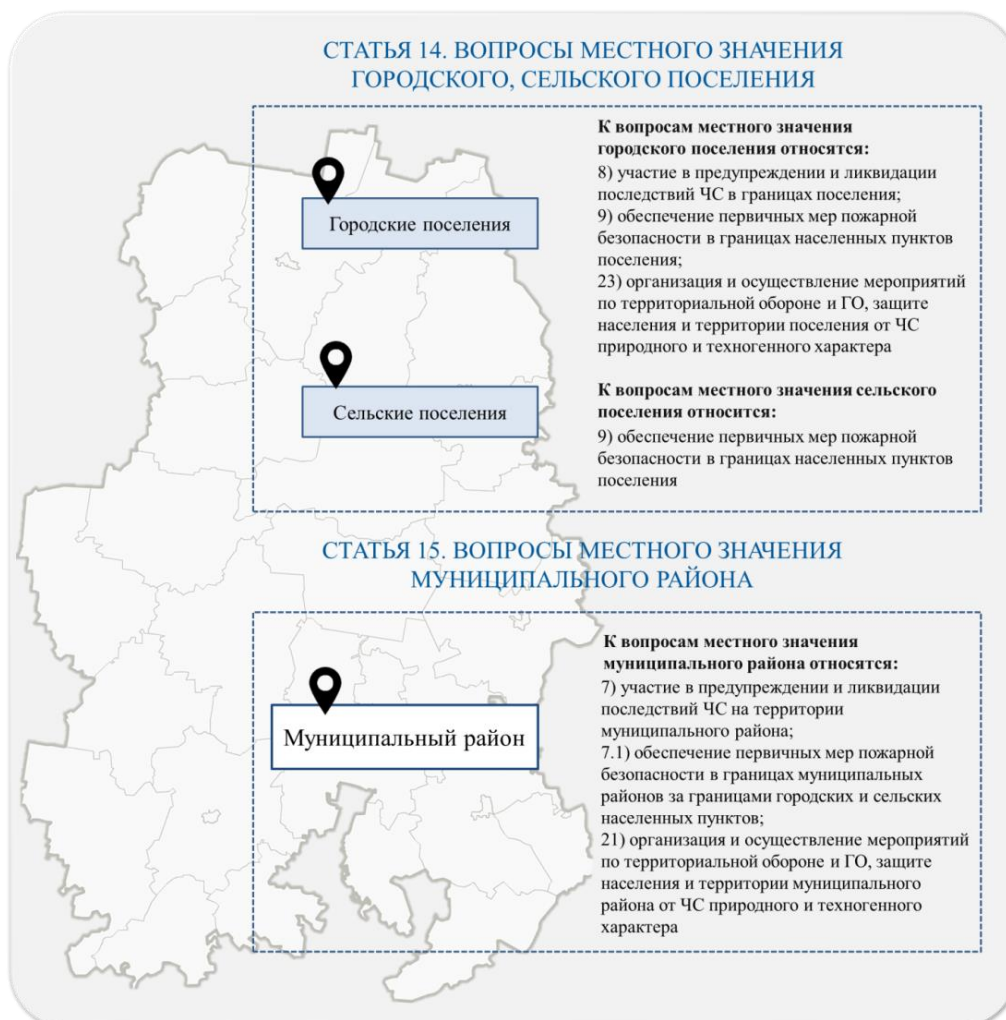 СТАТЬЯ 14. ВОПРОСЫ МЕСТНОГО ЗНАЧЕНИЯ
ГОРОДСКОГО, СЕЛЬСКОГО ПОСЕЛЕНИЯ
Городские поселения
Сельские поселения
К вопросам местного значения
городского поселения относятся:
8) участие в предупреждении и ликвидации
последствий ЧС в границах поселения;
9) обеспечение первичных мер пожарной
безопасности в границах населенных пунктов
поселения;
23) организация и осуществление мероприятий
по территориальной обороне и ГО, защите
населения и территории поселения от ЧС
природного и техногенного характера
К вопросам местного значения сельского
поселения относится:
9) обеспечение первичных мер пожарной
безопасности в границах населенных пунктов
поселения
СТАТЬЯ 15. ВОПРОСЫ МЕСТНОГО ЗНАЧЕНИЯ
МУНИЦИПАЛЬНОГО РАЙОНА
Муниципальный район
К вопросам местного значения
муниципального района относятся:
7) участие в предупреждении и ликвидации
последствий ЧС на территории
муниципального района;
7.1) обеспечение первичных мер пожарной
безопасности в границах муниципальных
районов за границами городских и сельских
населенных пунктов;
21) организация и осуществление мероприятий
по территориальной обороне и ГО, защите
населения и территории муниципального
района от ЧС природного и техногенного
характера